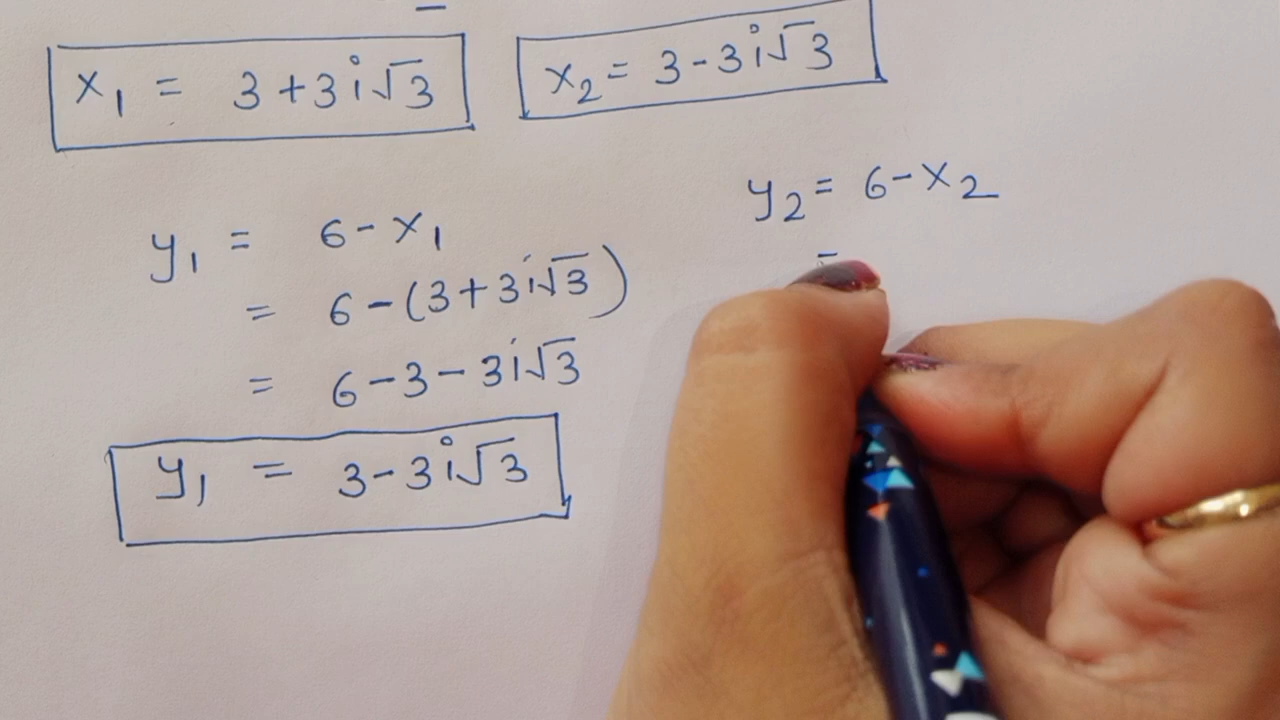 x₁ = 3+3i√3
x₂ = 3-3i√3
y₁ = 6-x₁
= 6-(3+3i√3)
= 6-3-3i√3
y₁ = 3-3i√3
y₂ = 6-x₂
=